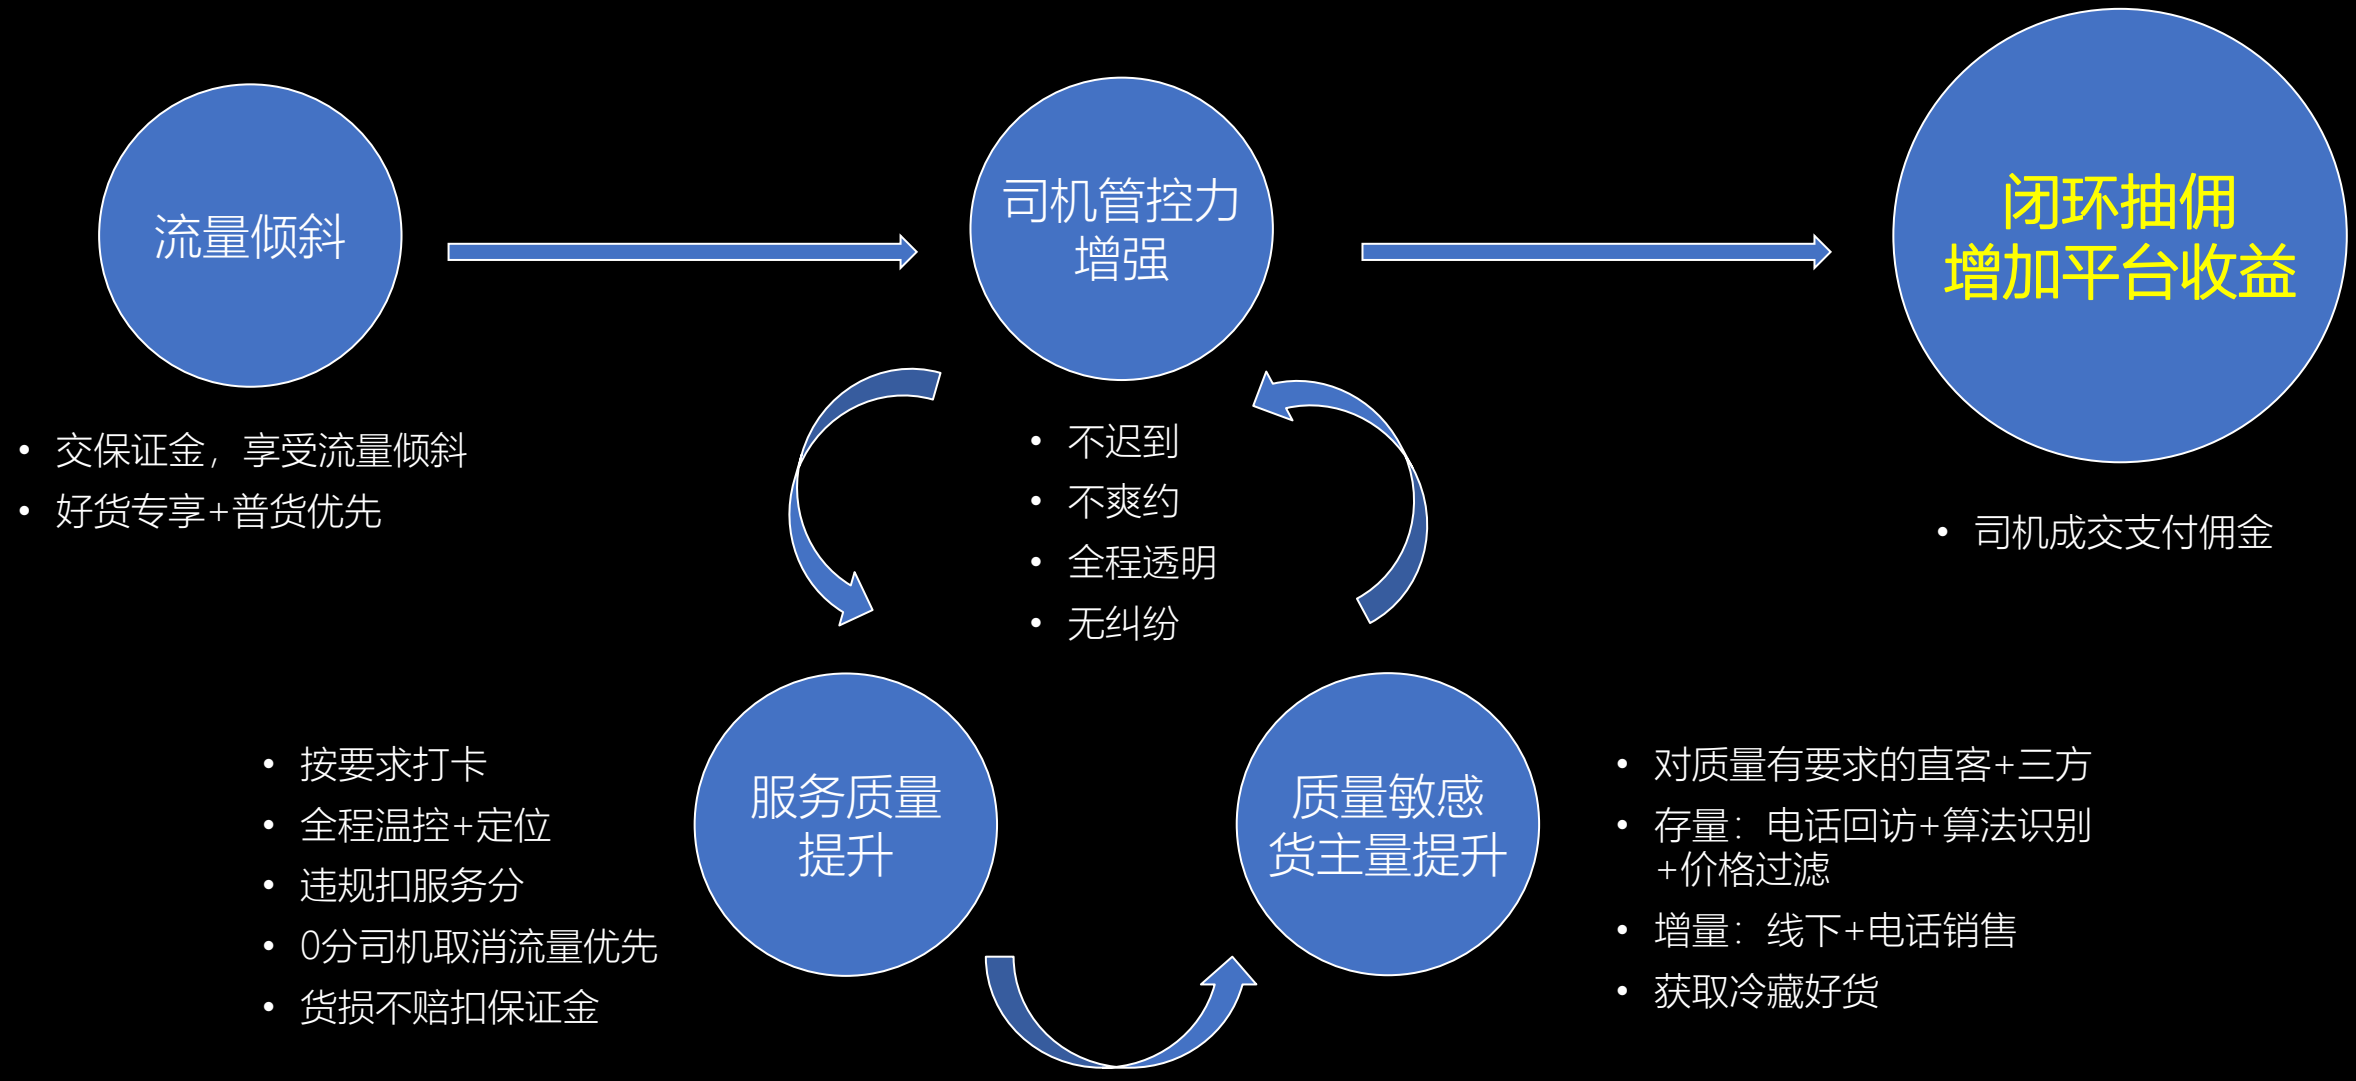 流量倾斜
• 交保证金，享受流量倾斜
• 好货专享+普货优先
司机管控力
增强
• 不迟到
• 不爽约
• 全程透明
• 无纠纷
闭环抽佣
增加平台收益
• 司机成交支付佣金
• 按要求打卡
• 全程温控+定位
• 违规扣服务分
• 0分司机取消流量优先
• 货损不赔扣保证金
服务质量
提升
质量敏感
货主量提升
• 对质量有要求的直客+三方
• 存量：电话回访+算法识别
+价格过滤
• 增量：线下+电话销售
• 获取冷藏好货